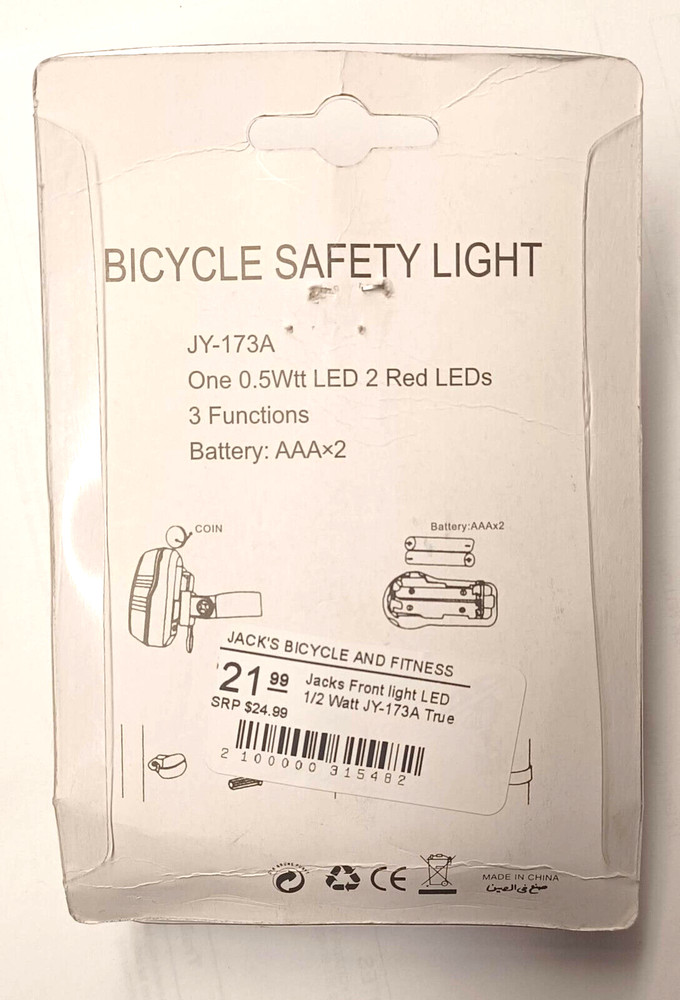 BICYCLE SAFETY LIGHT
JY-173A
One 0.5Wtt LED 2 Red LEDs
3 Functions
Battery: AAA×2
COIN
Battery:AAAx2
JACK'S BICYCLE AND FITNESS
21 99
SRP $24.99
Jacks Front light LED
1/2 Watt JY-173A True
2 100000 315482
CE
MADE IN CHINA
صنع في الصين